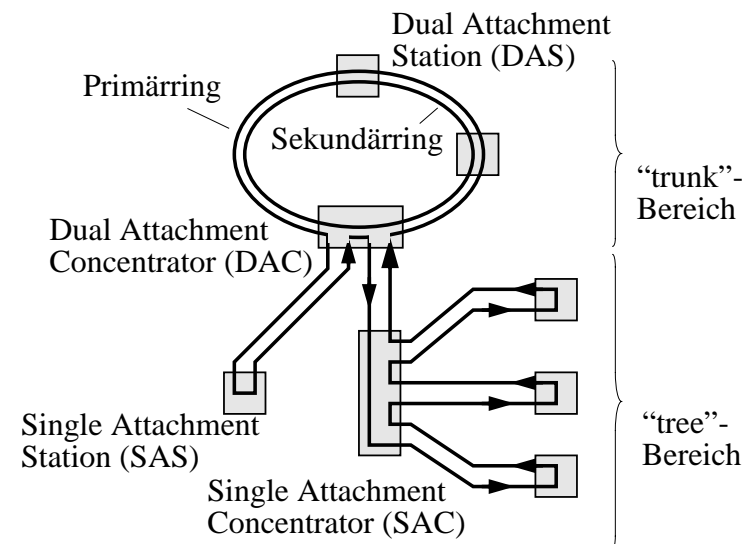 Dual Attachment
Station (DAS)
Primärring
Sekundärring
“trunk”-
Bereich
Dual Attachment
Concentrator (DAC)
Single Attachment
Station (SAS)
“tree”-
Bereich
Single Attachment
Concentrator (SAC)